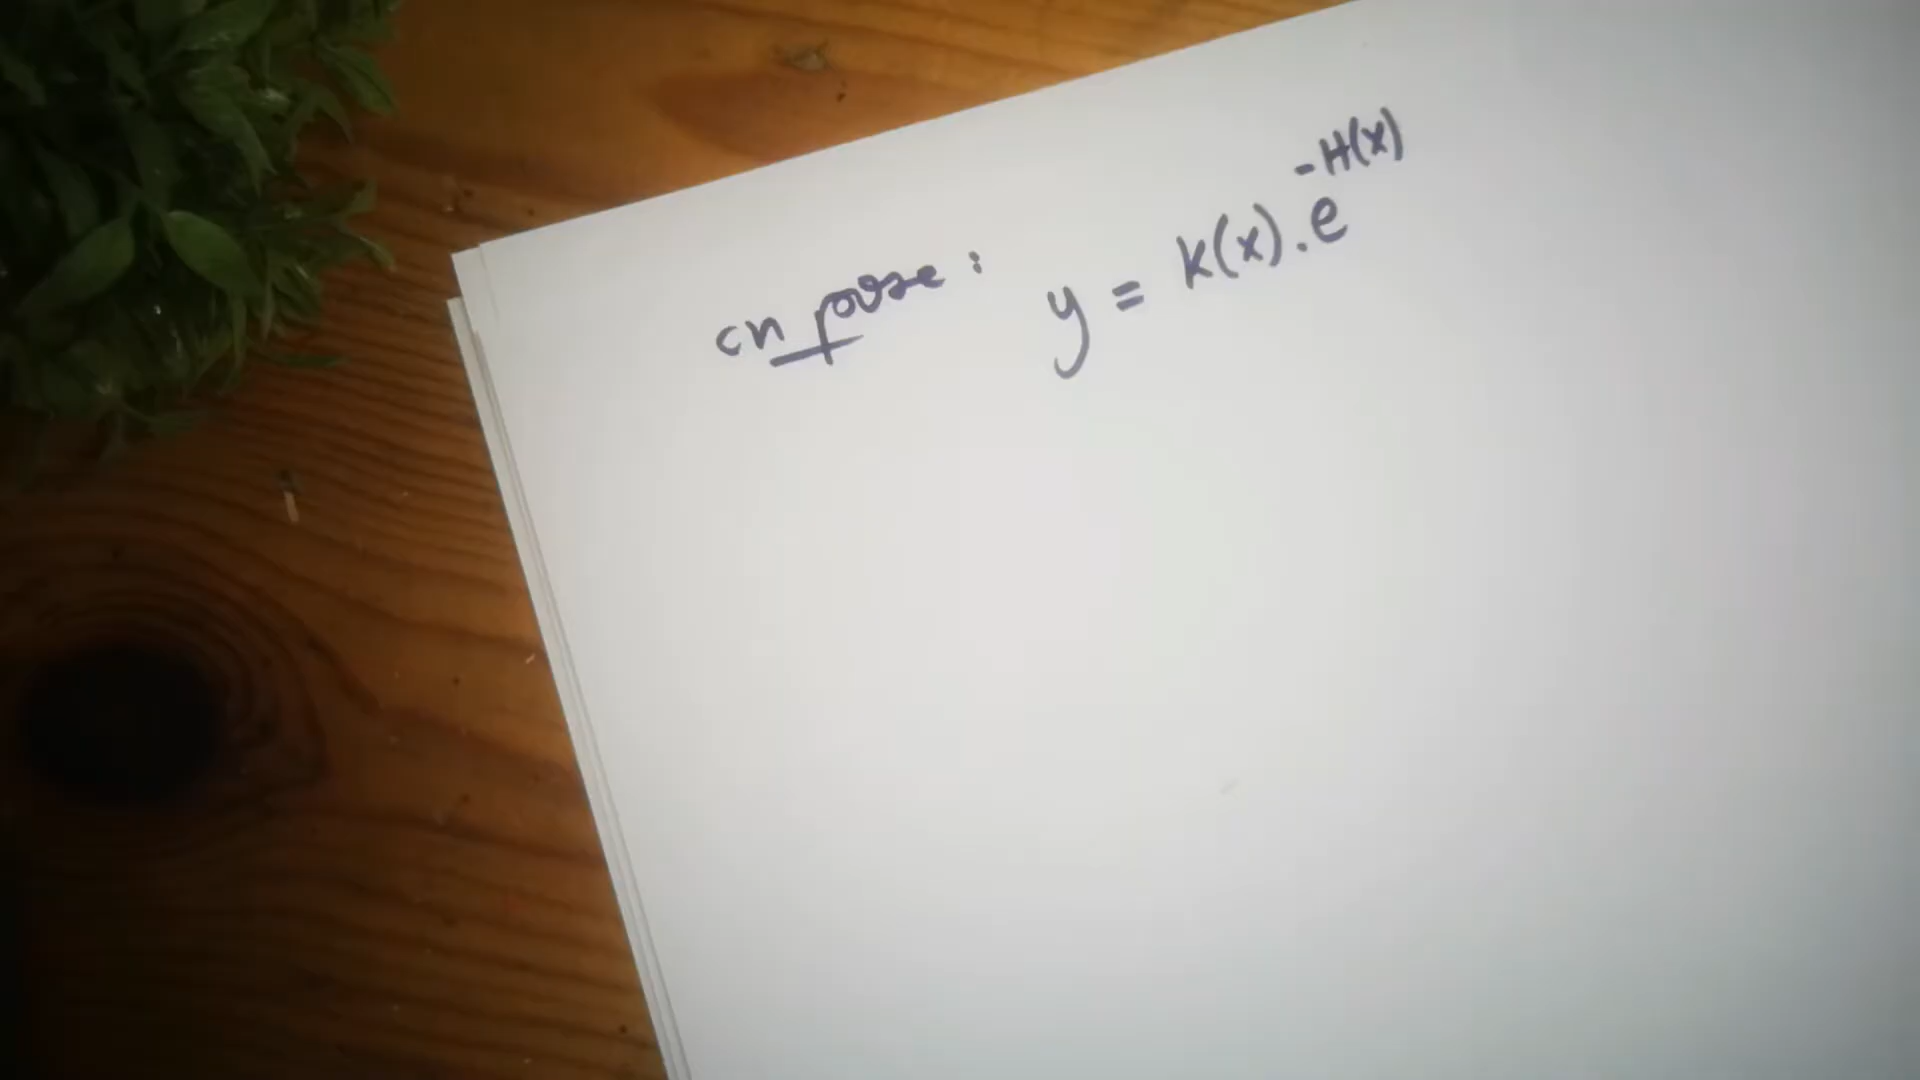 on pose : y = k(x).e^{-H(x)}